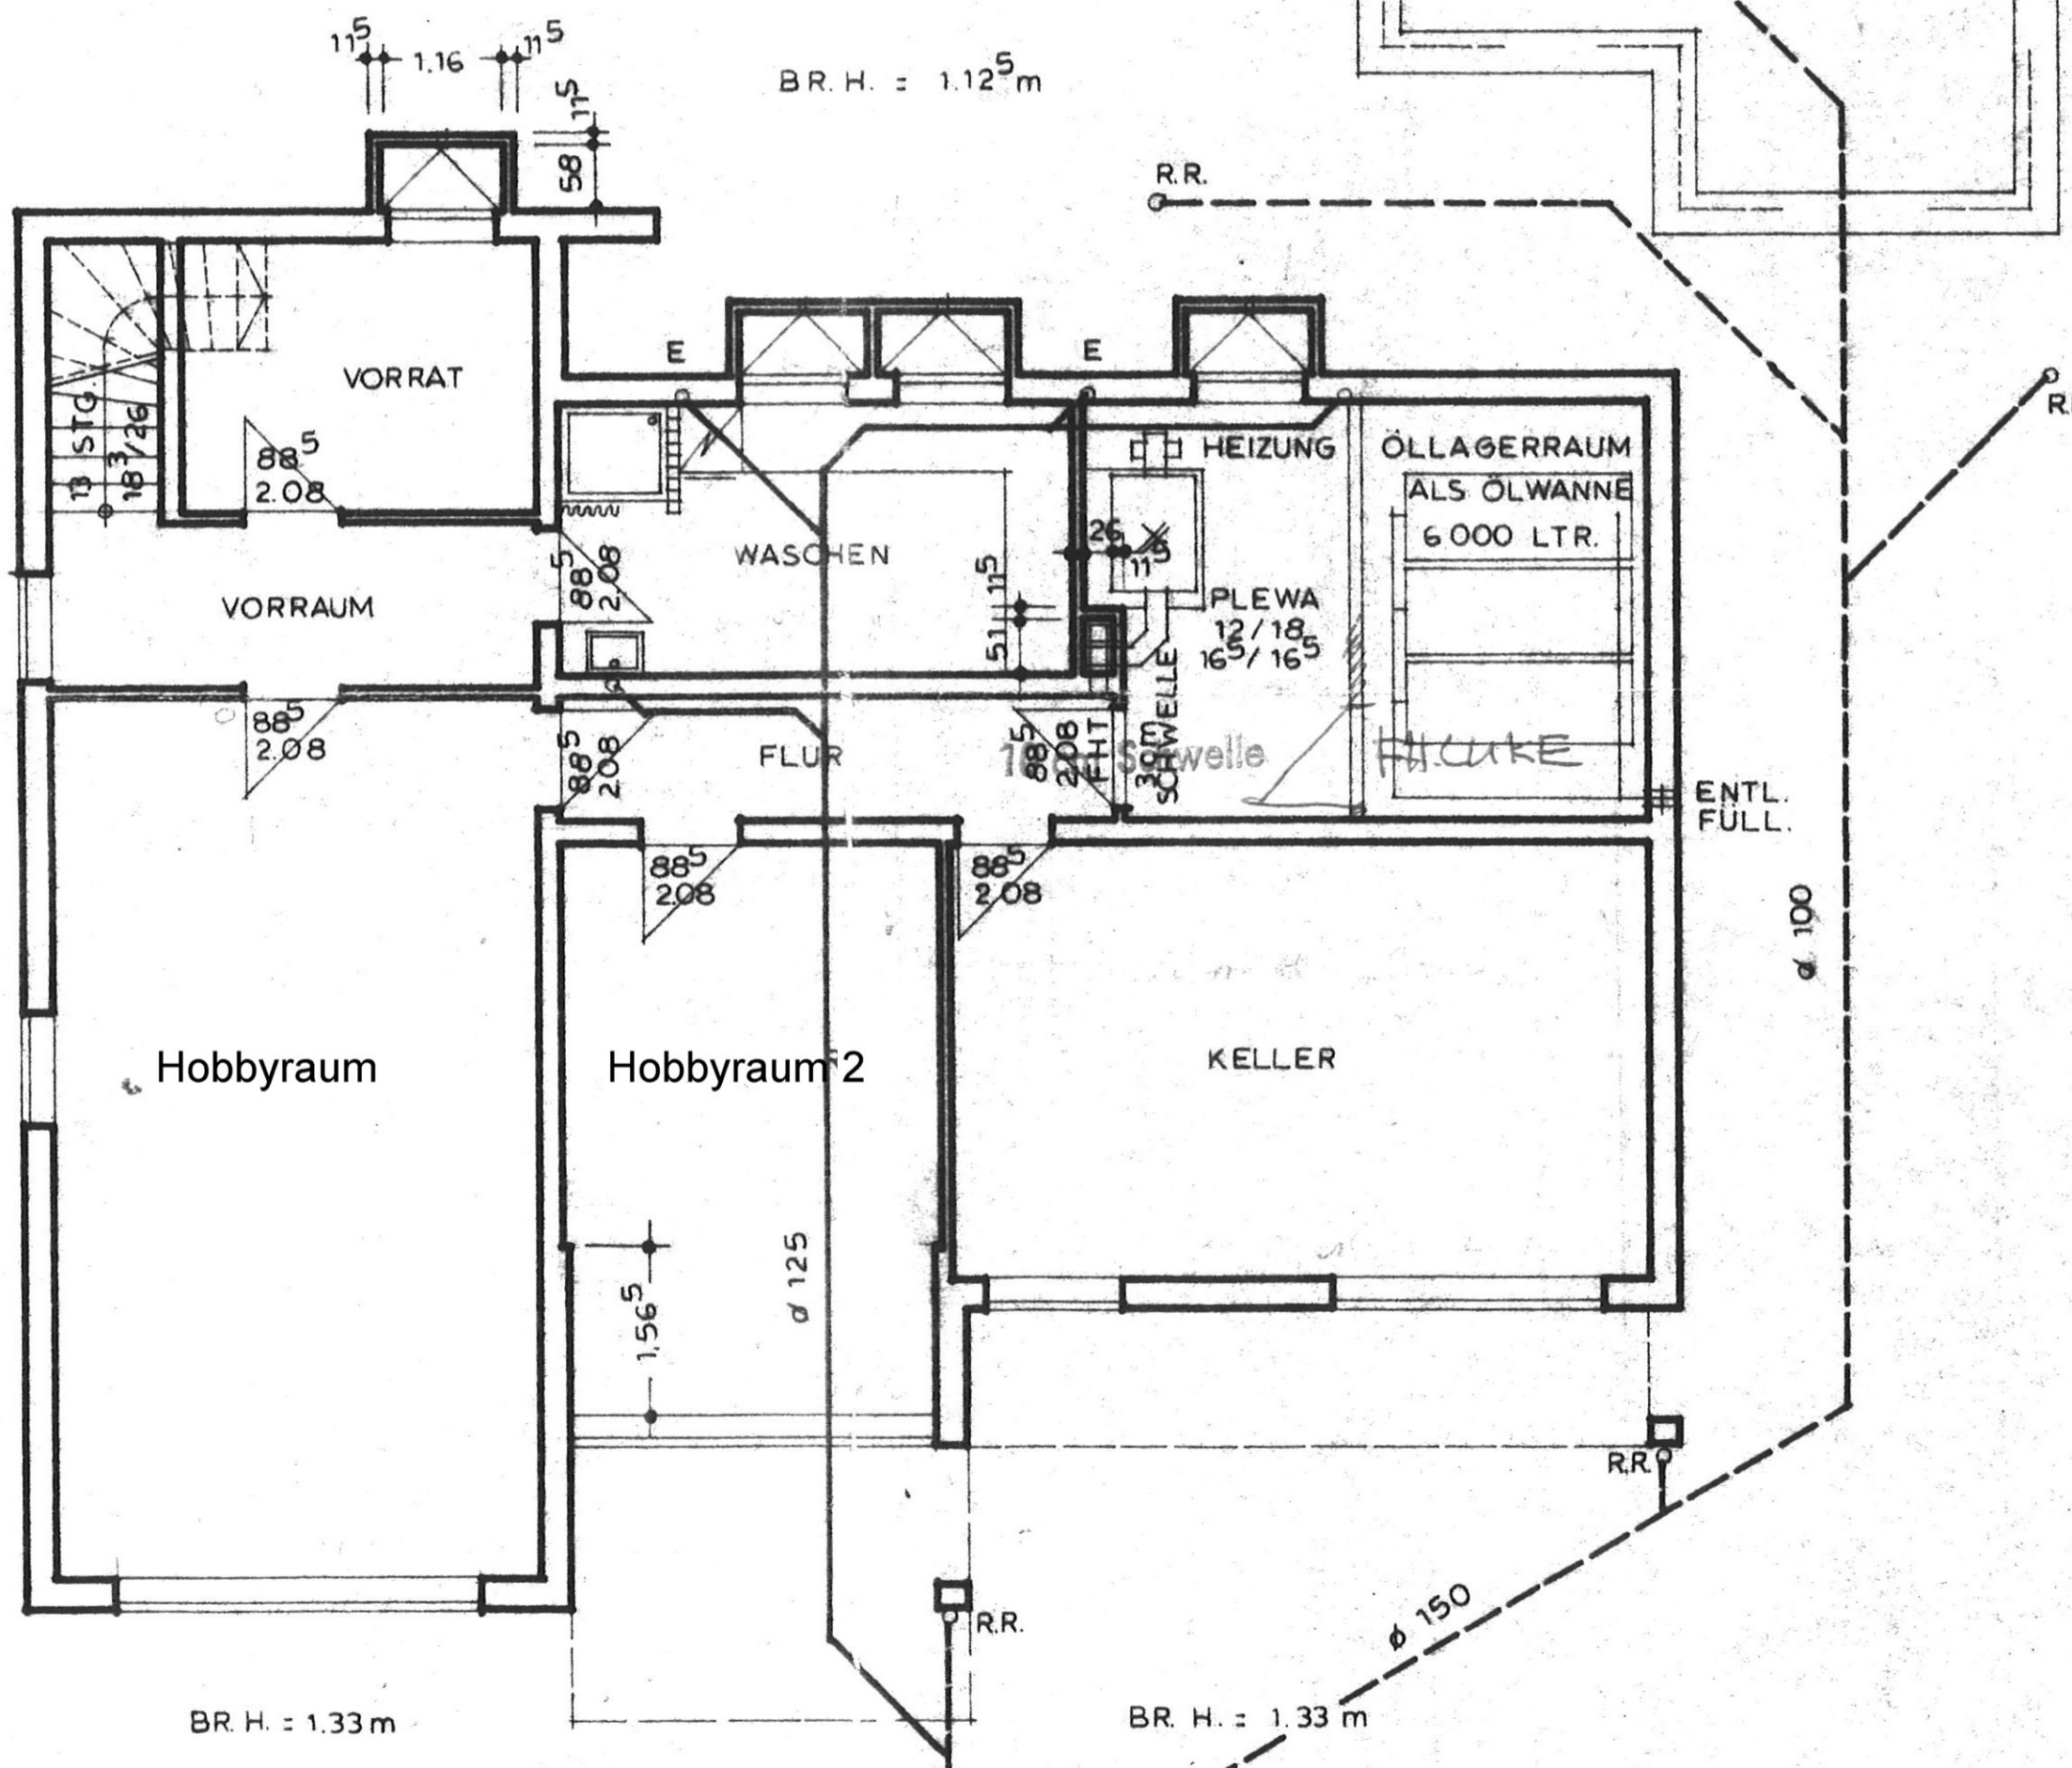 11⁵ 1.16 11⁵
BR. H. = 1.12⁵ m
11⁵
58
R.R.
E
E
R.
VORRAT
13 STG.
18³/26
88⁵
2.08
HEIZUNG
ÖLLAGERRAUM
ALS ÖLWANNE
6 000 LTR.
WASCHEN
88⁵
2.08
26
11⁵
11⁵
51
VORRAUM
PLEWA
12/18
16⁵/16⁵
88⁵
2.08
88⁵
2.08
FLUR
88⁵
2.08
FHT
3 cm
SCHWELLE
Schwelle
ENTL.
FÜLL.
88⁵
2.08
88⁵
2.08
ø 100
Hobbyraum
Hobbyraum 2
KELLER
1.56⁵
ø 125
R.R.
R.R.
ø 150
BR. H. = 1.33 m
BR. H. = 1.33 m